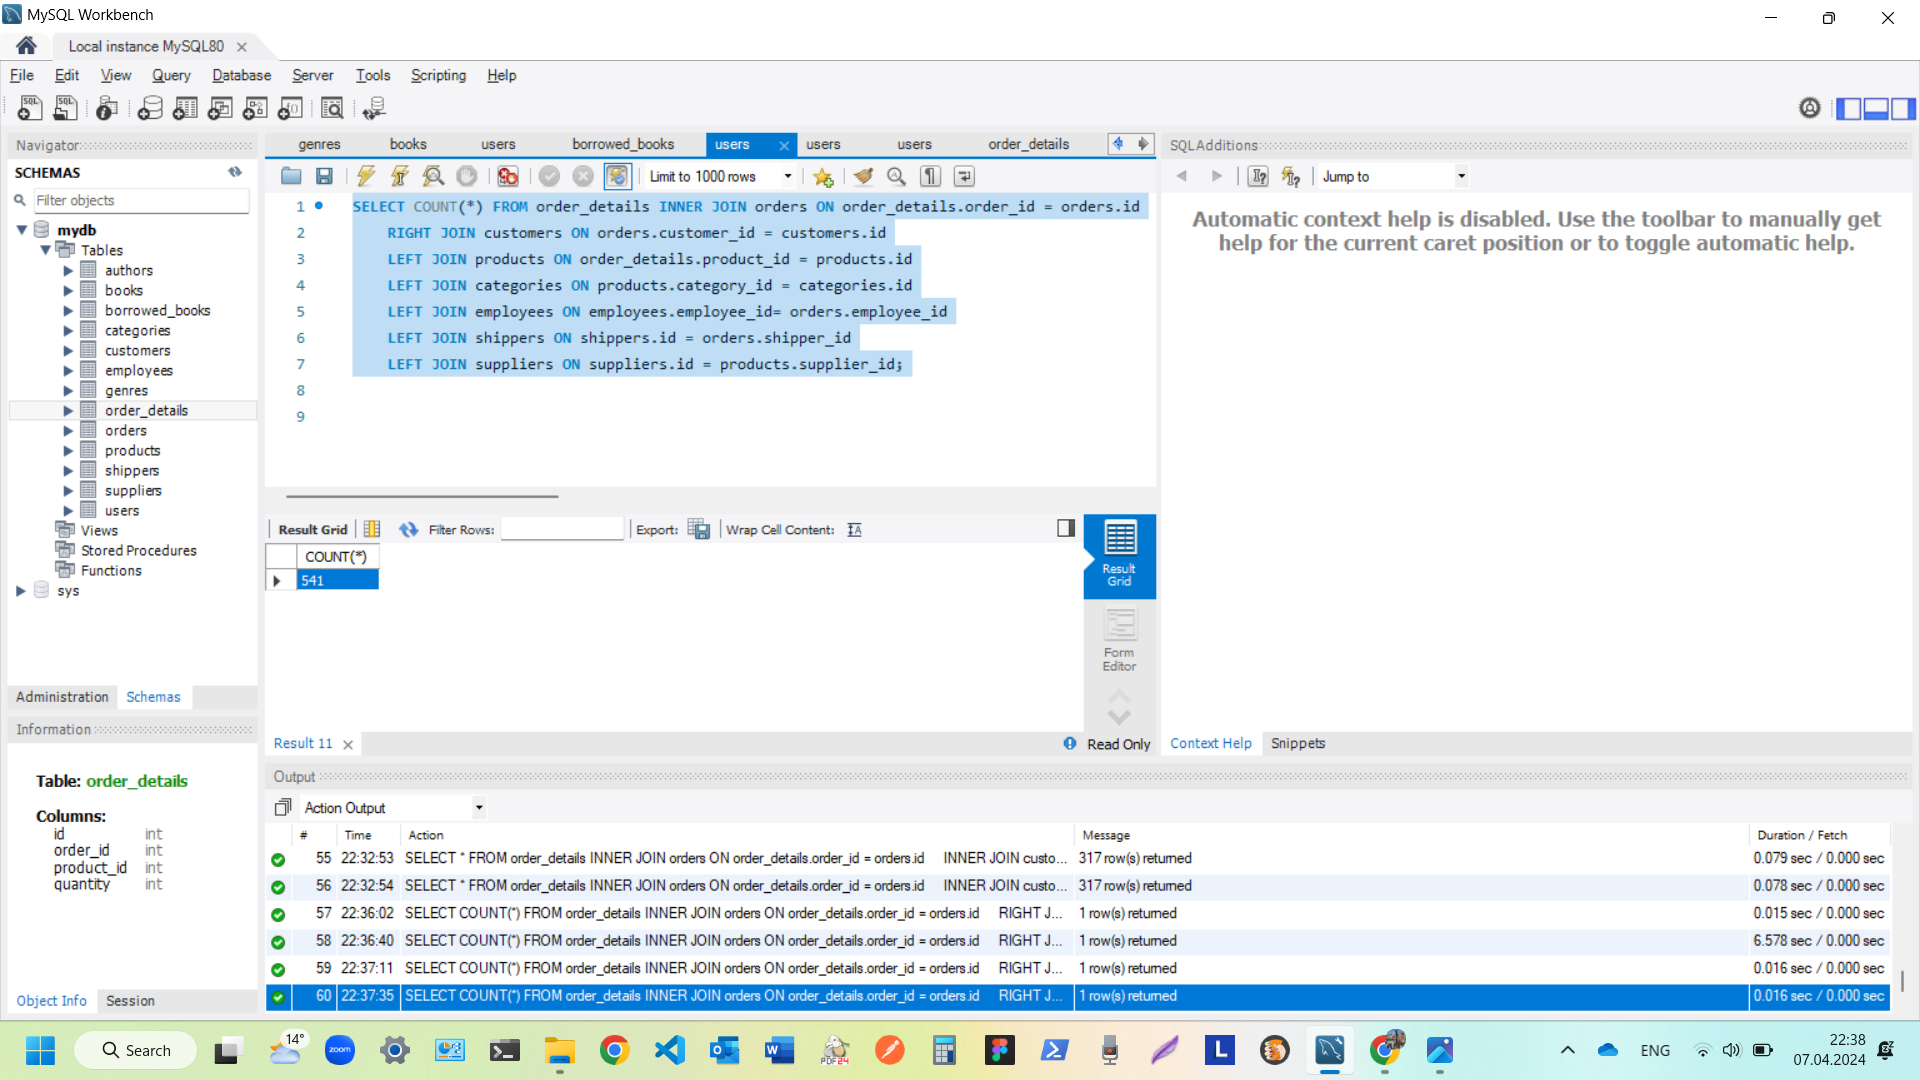 MySQL Workbench
Local instance MySQL80
File Edit View Query Database Server Tools Scripting Help
Navigator
SCHEMAS
Filter objects
mydb
Tables
authors
books
borrowed_books
categories
customers
employees
genres
order_details
orders
products
shippers
suppliers
users
Views
Stored Procedures
Functions
sys
Administration Schemas
Information
Table: order_details
Columns:
id int
order_id int
product_id int
quantity int
Object Info Session
genres books users borrowed_books users users users order_details
Limit to 1000 rows
1 SELECT COUNT(*) FROM order_details INNER JOIN orders ON order_details.order_id = orders.id
2 RIGHT JOIN customers ON orders.customer_id = customers.id
3 LEFT JOIN products ON order_details.product_id = products.id
4 LEFT JOIN categories ON products.category_id = categories.id
5 LEFT JOIN employees ON employees.employee_id= orders.employee_id
6 LEFT JOIN shippers ON shippers.id = orders.shipper_id
7 LEFT JOIN suppliers ON suppliers.id = products.supplier_id;
8
9
Result Grid Filter Rows: Export: Wrap Cell Content:
COUNT(*)
541
Result Grid
Form Editor
Result 11 Read Only
SQLAdditions
Jump to
Automatic context help is disabled. Use the toolbar to manually get
help for the current caret position or to toggle automatic help.
Context Help Snippets
Output
Action Output
# Time Action Message Duration / Fetch
55 22:32:53 SELECT * FROM order_details INNER JOIN orders ON order_details.order_id = orders.id INNER JOIN custo... 317 row(s) returned 0.079 sec / 0.000 sec
56 22:32:54 SELECT * FROM order_details INNER JOIN orders ON order_details.order_id = orders.id INNER JOIN custo... 317 row(s) returned 0.078 sec / 0.000 sec
57 22:36:02 SELECT COUNT(*) FROM order_details INNER JOIN orders ON order_details.order_id = orders.id RIGHT J... 1 row(s) returned 0.015 sec / 0.000 sec
58 22:36:40 SELECT COUNT(*) FROM order_details INNER JOIN orders ON order_details.order_id = orders.id RIGHT J... 1 row(s) returned 6.578 sec / 0.000 sec
59 22:37:11 SELECT COUNT(*) FROM order_details INNER JOIN orders ON order_details.order_id = orders.id RIGHT J... 1 row(s) returned 0.016 sec / 0.000 sec
60 22:37:35 SELECT COUNT(*) FROM order_details INNER JOIN orders ON order_details.order_id = orders.id RIGHT J... 1 row(s) returned 0.016 sec / 0.000 sec
Search 14° zoom PDF24 L ENG 22:38
07.04.2024